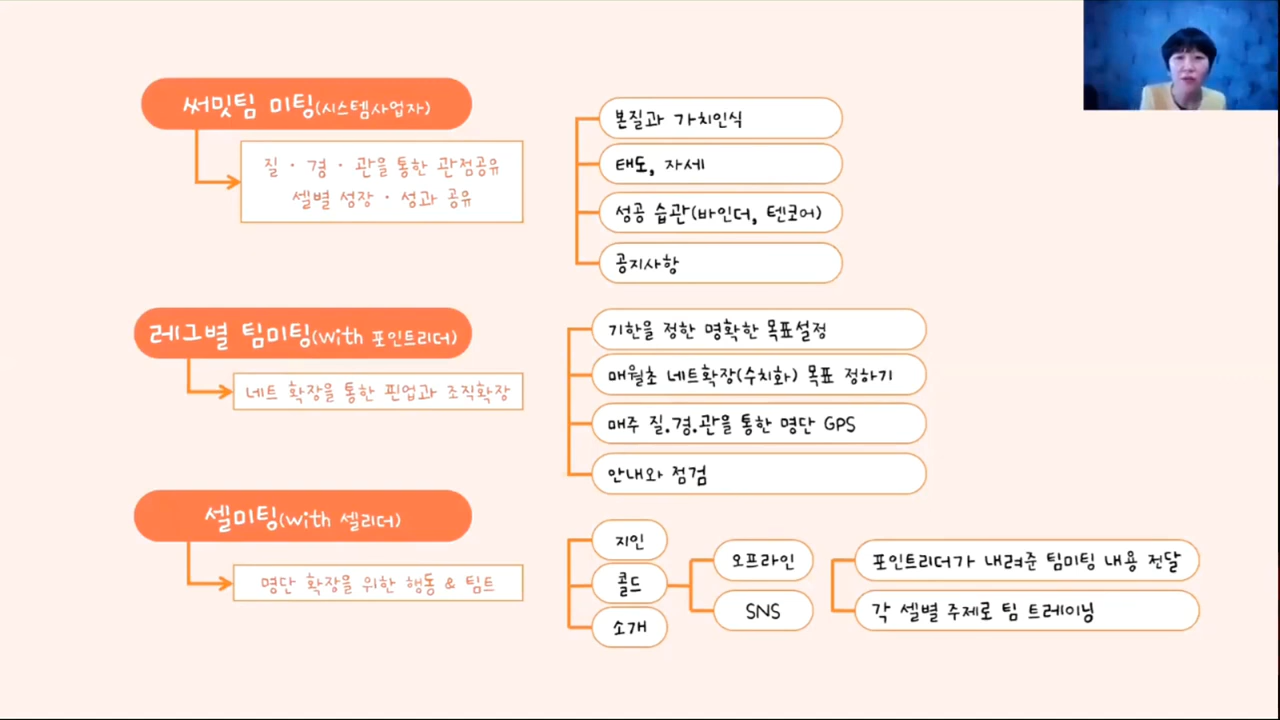 써밋팀 미팅(시스템사업자)
질 · 경 · 관을 통한 관점공유
셀별 성장 · 성과 공유
본질과 가치인식
태도, 자세
성공 습관(바인더, 텐코어)
공지사항
레그별 팀미팅(with 포인트리더)
네트 확장을 통한 핀업과 조직확장
기한을 정한 명확한 목표설정
매월초 네트확장(수치화) 목표 정하기
매주 질.경.관을 통한 명단 GPS
안내와 점검
셀미팅(with 셀리더)
명단 확장을 위한 행동 & 팀트
지인
콜드
소개
오프라인
SNS
포인트리더가 내려준 팀미팅 내용 전달
각 셀별 주제로 팀 트레이닝